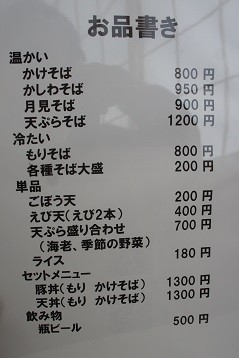 お品書き
温かい
かけそば 800 円
かしわそば 950 円
月見そば 900 円
天ぷらそば 1200 円
冷たい
もりそば 800 円
各種そば大盛 200 円
単品
ごぼう天 200 円
えび天(えび2本) 400 円
天ぷら盛り合わせ 700 円
(海老、季節の野菜)
ライス 180 円
セットメニュー
豚丼(もり かけそば) 1300 円
天丼(もり かけそば) 1300 円
飲み物
瓶ビール 500 円